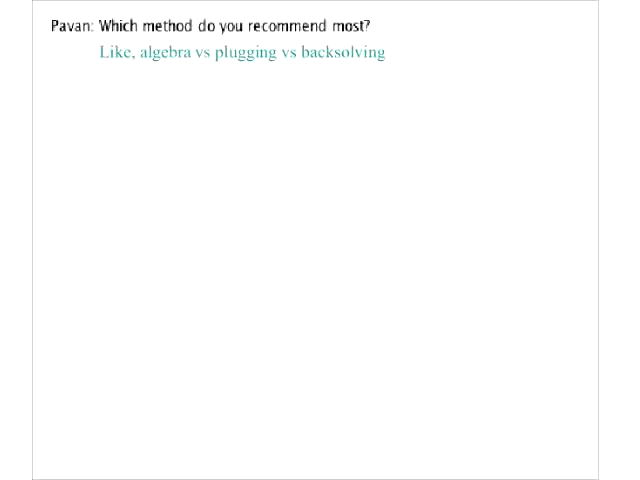 Pavan: Which method do you recommend most?
Like, algebra vs plugging vs backsolving